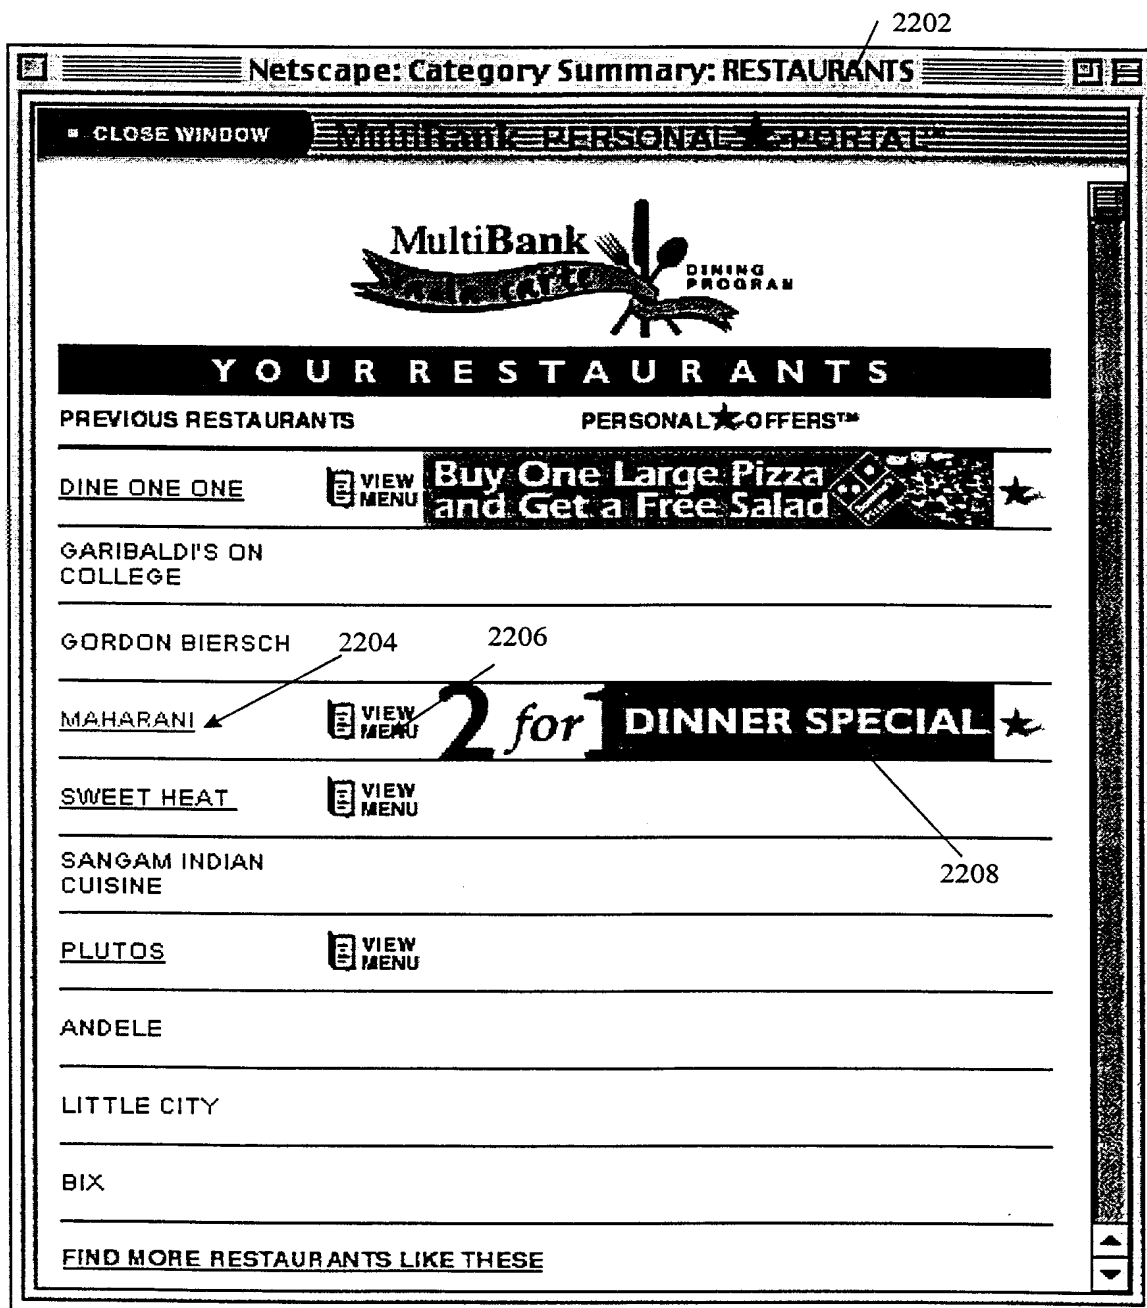 2202
Netscape: Category Summary: RESTAURANTS
CLOSE WINDOW MultiBank PERSONAL PORTAL™
MultiBank
DINING
PROGRAM
YOUR RESTAURANTS
PREVIOUS RESTAURANTS PERSONAL OFFERS™
DINE ONE ONE VIEW MENU Buy One Large Pizza and Get a Free Salad
GARIBALDI'S ON
COLLEGE
GORDON BIERSCH 2204 2206
MAHARANI VIEW MENU 2 for 1 DINNER SPECIAL
SWEET HEAT VIEW MENU
SANGAM INDIAN
CUISINE
2208
PLUTOS VIEW MENU
ANDELE
LITTLE CITY
BIX
FIND MORE RESTAURANTS LIKE THESE